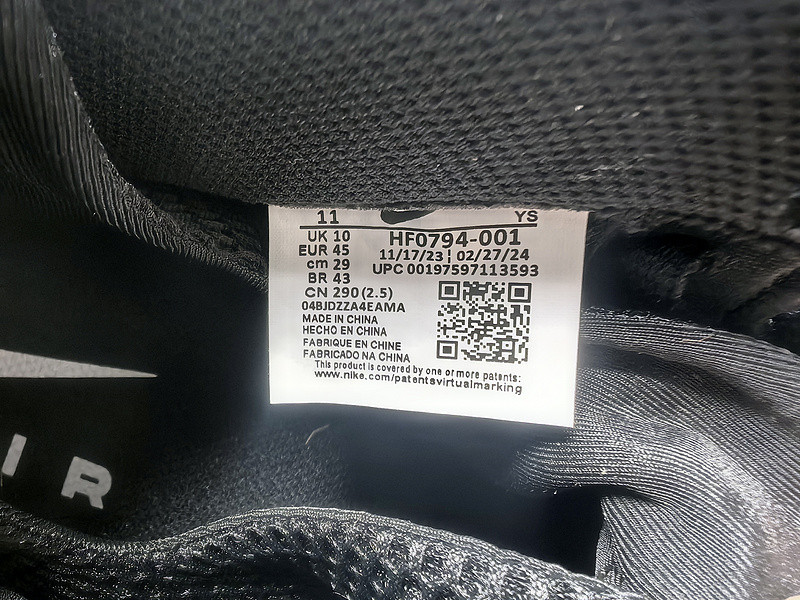 11 YS
UK 10
EUR 45
cm 29
BR 43
CN 290 (2.5)
04BJDZZA4EAMA
HF0794-001
11/17/23 | 02/27/24
UPC 00197597113593
MADE IN CHINA
HECHO EN CHINA
FABRIQUE EN CHINE
FABRICADO NA CHINA
This product is covered by one or more patents:
www.nike.com/patentsvirtualmarking
IR